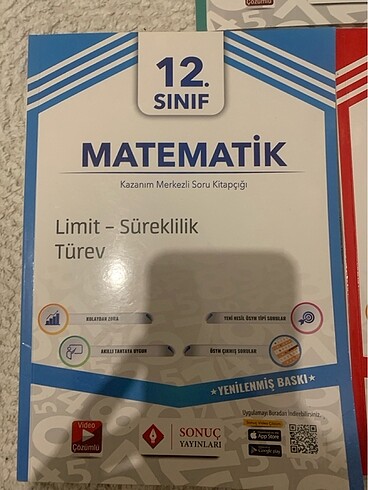 Çözümlü
12.
SINIF
MATEMATİK
Kazanım Merkezli Soru Kitapçığı
Limit – Süreklilik
Türev
KOLAYDAN ZORA
YENİ NESİL ÖSYM TİPİ SORULAR
AKILLI TAHTAYA UYGUN
ÖSYM ÇIKMIŞ SORULAR
★YENİLENMİŞ BASKI★
Uygulamayı Buradan İndirebilirsiniz.
Video
Çözümlü
SONUÇ
YAYINLARI
App Store
Google play